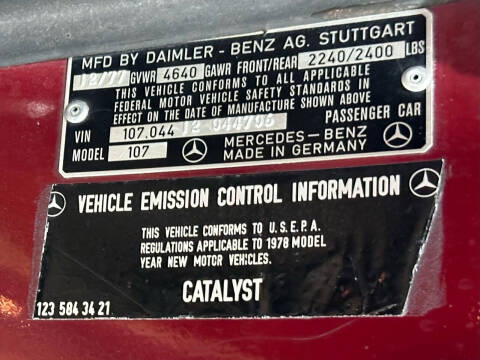 MFD BY DAIMLER - BENZ AG. STUTTGART
12/77 GVWR 4640 GAWR FRONT/REAR 2240/2400 LBS
THIS VEHICLE CONFORMS TO ALL APPLICABLE
FEDERAL MOTOR VEHICLE SAFETY STANDARDS IN
EFFECT ON THE DATE OF MANUFACTURE SHOWN ABOVE
VIN 107.044 12 PASSENGER CAR
MODEL 107 MERCEDES-BENZ
MADE IN GERMANY
VEHICLE EMISSION CONTROL INFORMATION
THIS VEHICLE CONFORMS TO U.S.E.P.A.
REGULATIONS APPLICABLE TO 1978 MODEL
YEAR NEW MOTOR VEHICLES.
CATALYST
123 584 34 21